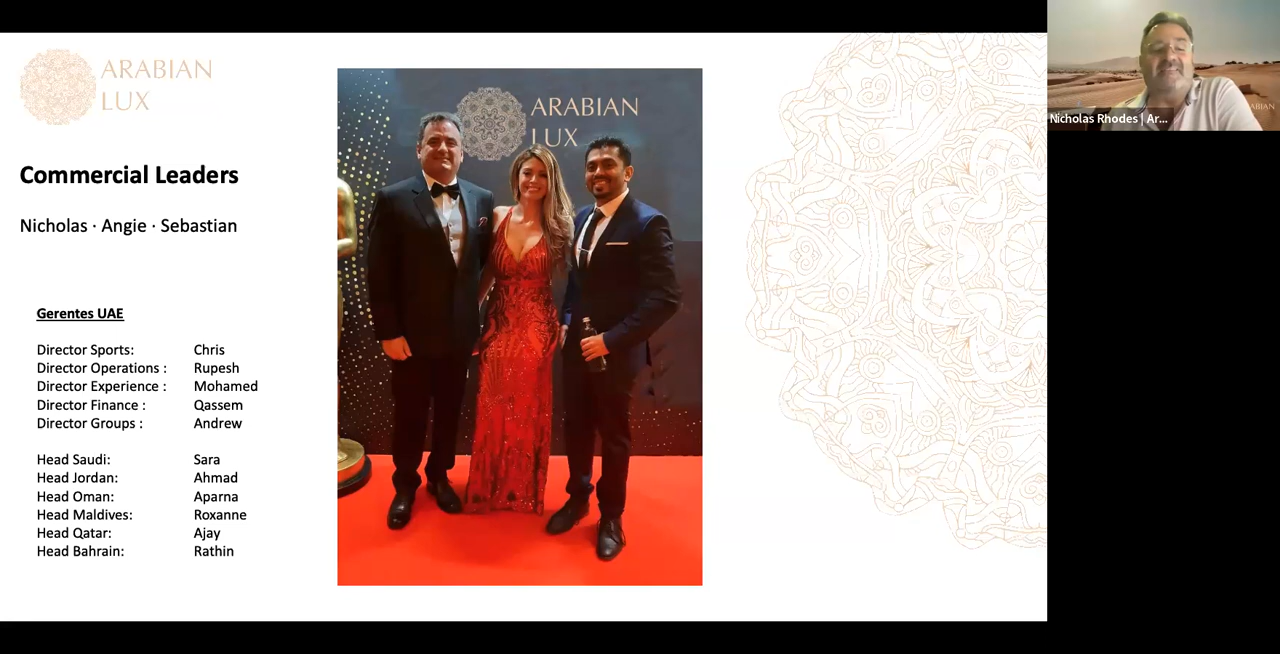 ARABIAN
LUX
Commercial Leaders
Nicholas · Angie · Sebastian
Gerentes UAE
Director Sports: Chris
Director Operations : Rupesh
Director Experience : Mohamed
Director Finance : Qassem
Director Groups : Andrew
Head Saudi: Sara
Head Jordan: Ahmad
Head Oman: Aparna
Head Maldives: Roxanne
Head Qatar: Ajay
Head Bahrain: Rathin
ARABIAN
LUX
ABIAN
Nicholas Rhodes | Ar...